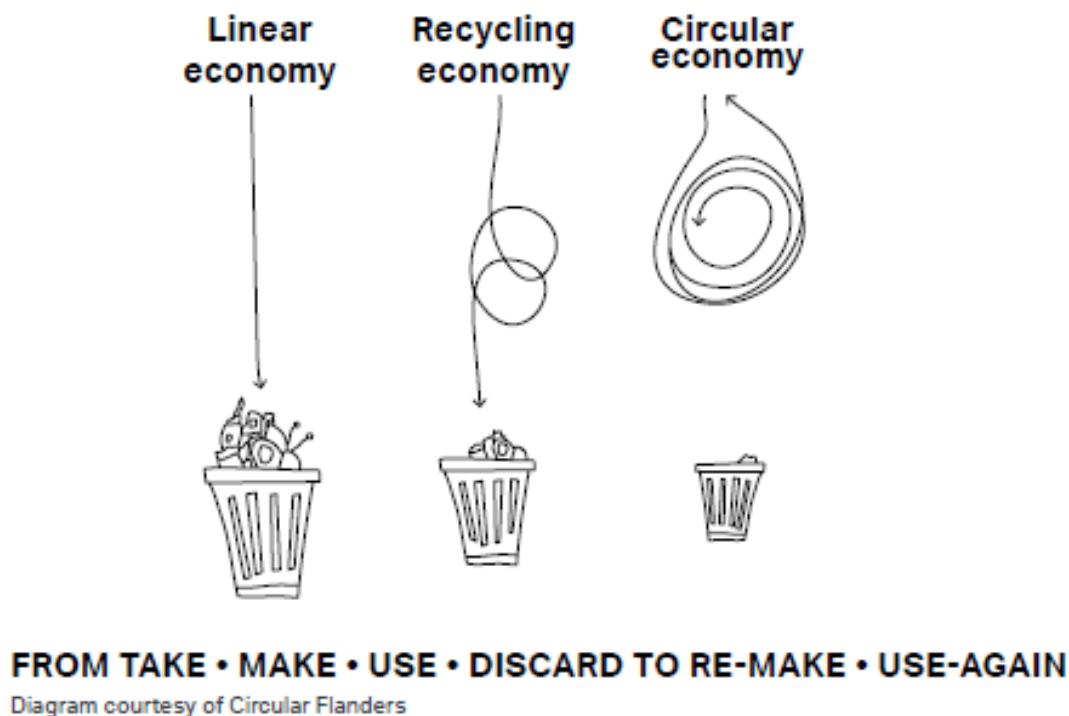 Linear
economy
Recycling
economy
Circular
economy
FROM TAKE • MAKE • USE • DISCARD TO RE-MAKE • USE-AGAIN
Diagram courtesy of Circular Flanders